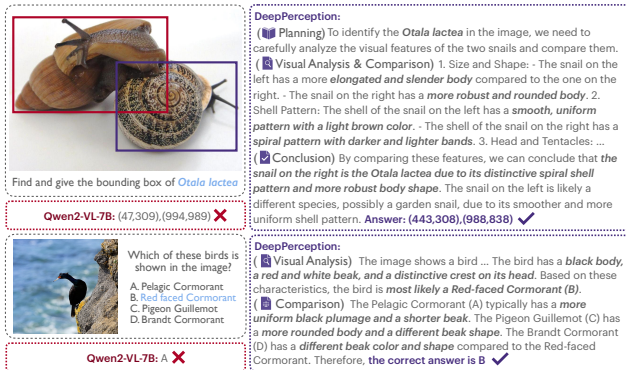 Find and give the bounding box of Otala lactea
Qwen2-VL-7B: (47,309),(994,989)
DeepPerception:
(Planning) To identify the Otala lactea in the image, we need to
carefully analyze the visual features of the two snails and compare them.
(Visual Analysis & Comparison) 1. Size and Shape: - The snail on the
left has a more elongated and slender body compared to the one on the
right. - The snail on the right has a more robust and rounded body. 2.
Shell Pattern: The shell of the snail on the left has a smooth, uniform
pattern with a light brown color. - The shell of the snail on the right has a
spiral pattern with darker and lighter bands. 3. Head and Tentacles: ...
(Conclusion) By comparing these features, we can conclude that the
snail on the right is the Otala lactea due to its distinctive spiral shell
pattern and more robust body shape. The snail on the left is likely a
different species, possibly a garden snail, due to its smoother and more
uniform shell pattern. Answer: (443,308),(988,838)
Which of these birds is
shown in the image?
A. Pelagic Cormorant
B. Red faced Cormorant
C. Pigeon Guillemot
D. Brandt Cormorant
Qwen2-VL-7B: A
DeepPerception:
(Visual Analysis) The image shows a bird ... The bird has a black body,
a red and white beak, and a distinctive crest on its head. Based on these
characteristics, the bird is most likely a Red-faced Cormorant (B).
(Comparison) The Pelagic Cormorant (A) typically has a more
uniform black plumage and a shorter beak. The Pigeon Guillemot (C) has
a more rounded body and a different beak shape. The Brandt Cormorant
(D) has a different beak color and shape compared to the Red-faced
Cormorant. Therefore, the correct answer is B